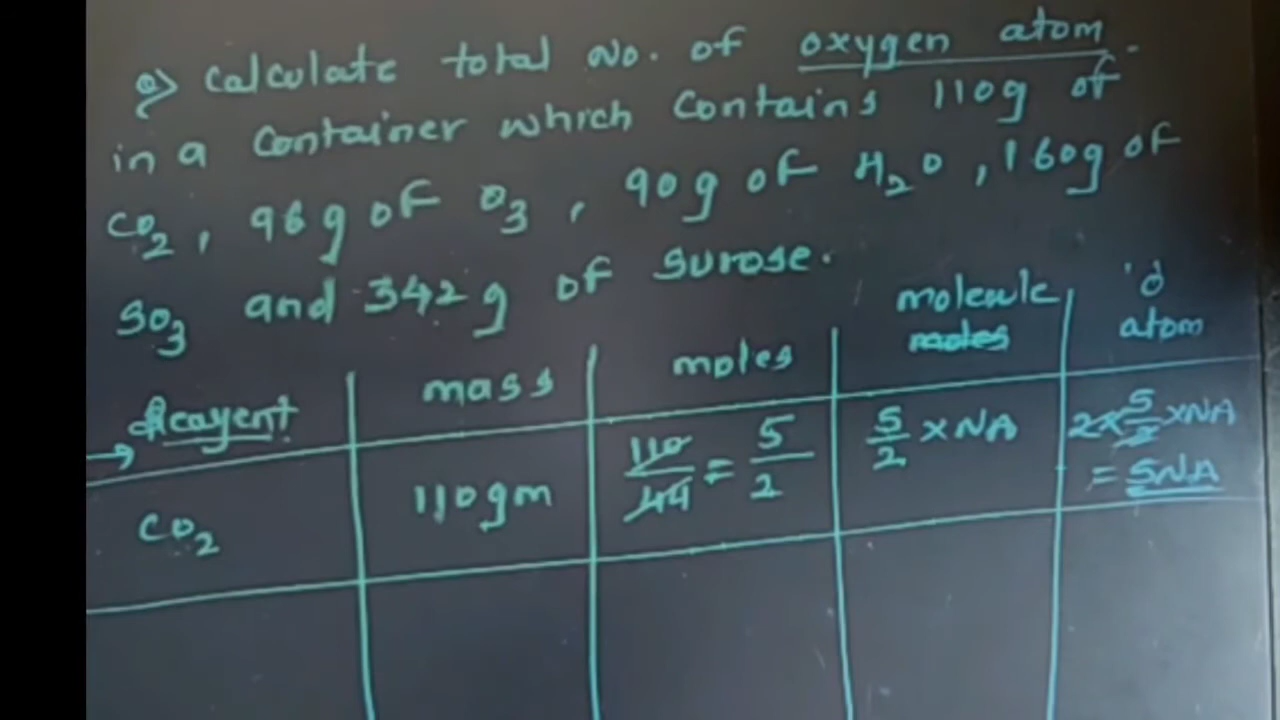 Q> calculate total No. of oxygen atom.
in a container which contains 110g of
CO2, 96g of O3, 90g of H2O, 160g of
SO3 and 342g of surose.
→ Reagent mass moles molecule moles 'O' atom
CO2 110gm 110/44 = 5/2 5/2 × NA 2×5/2×NA
= 5NA